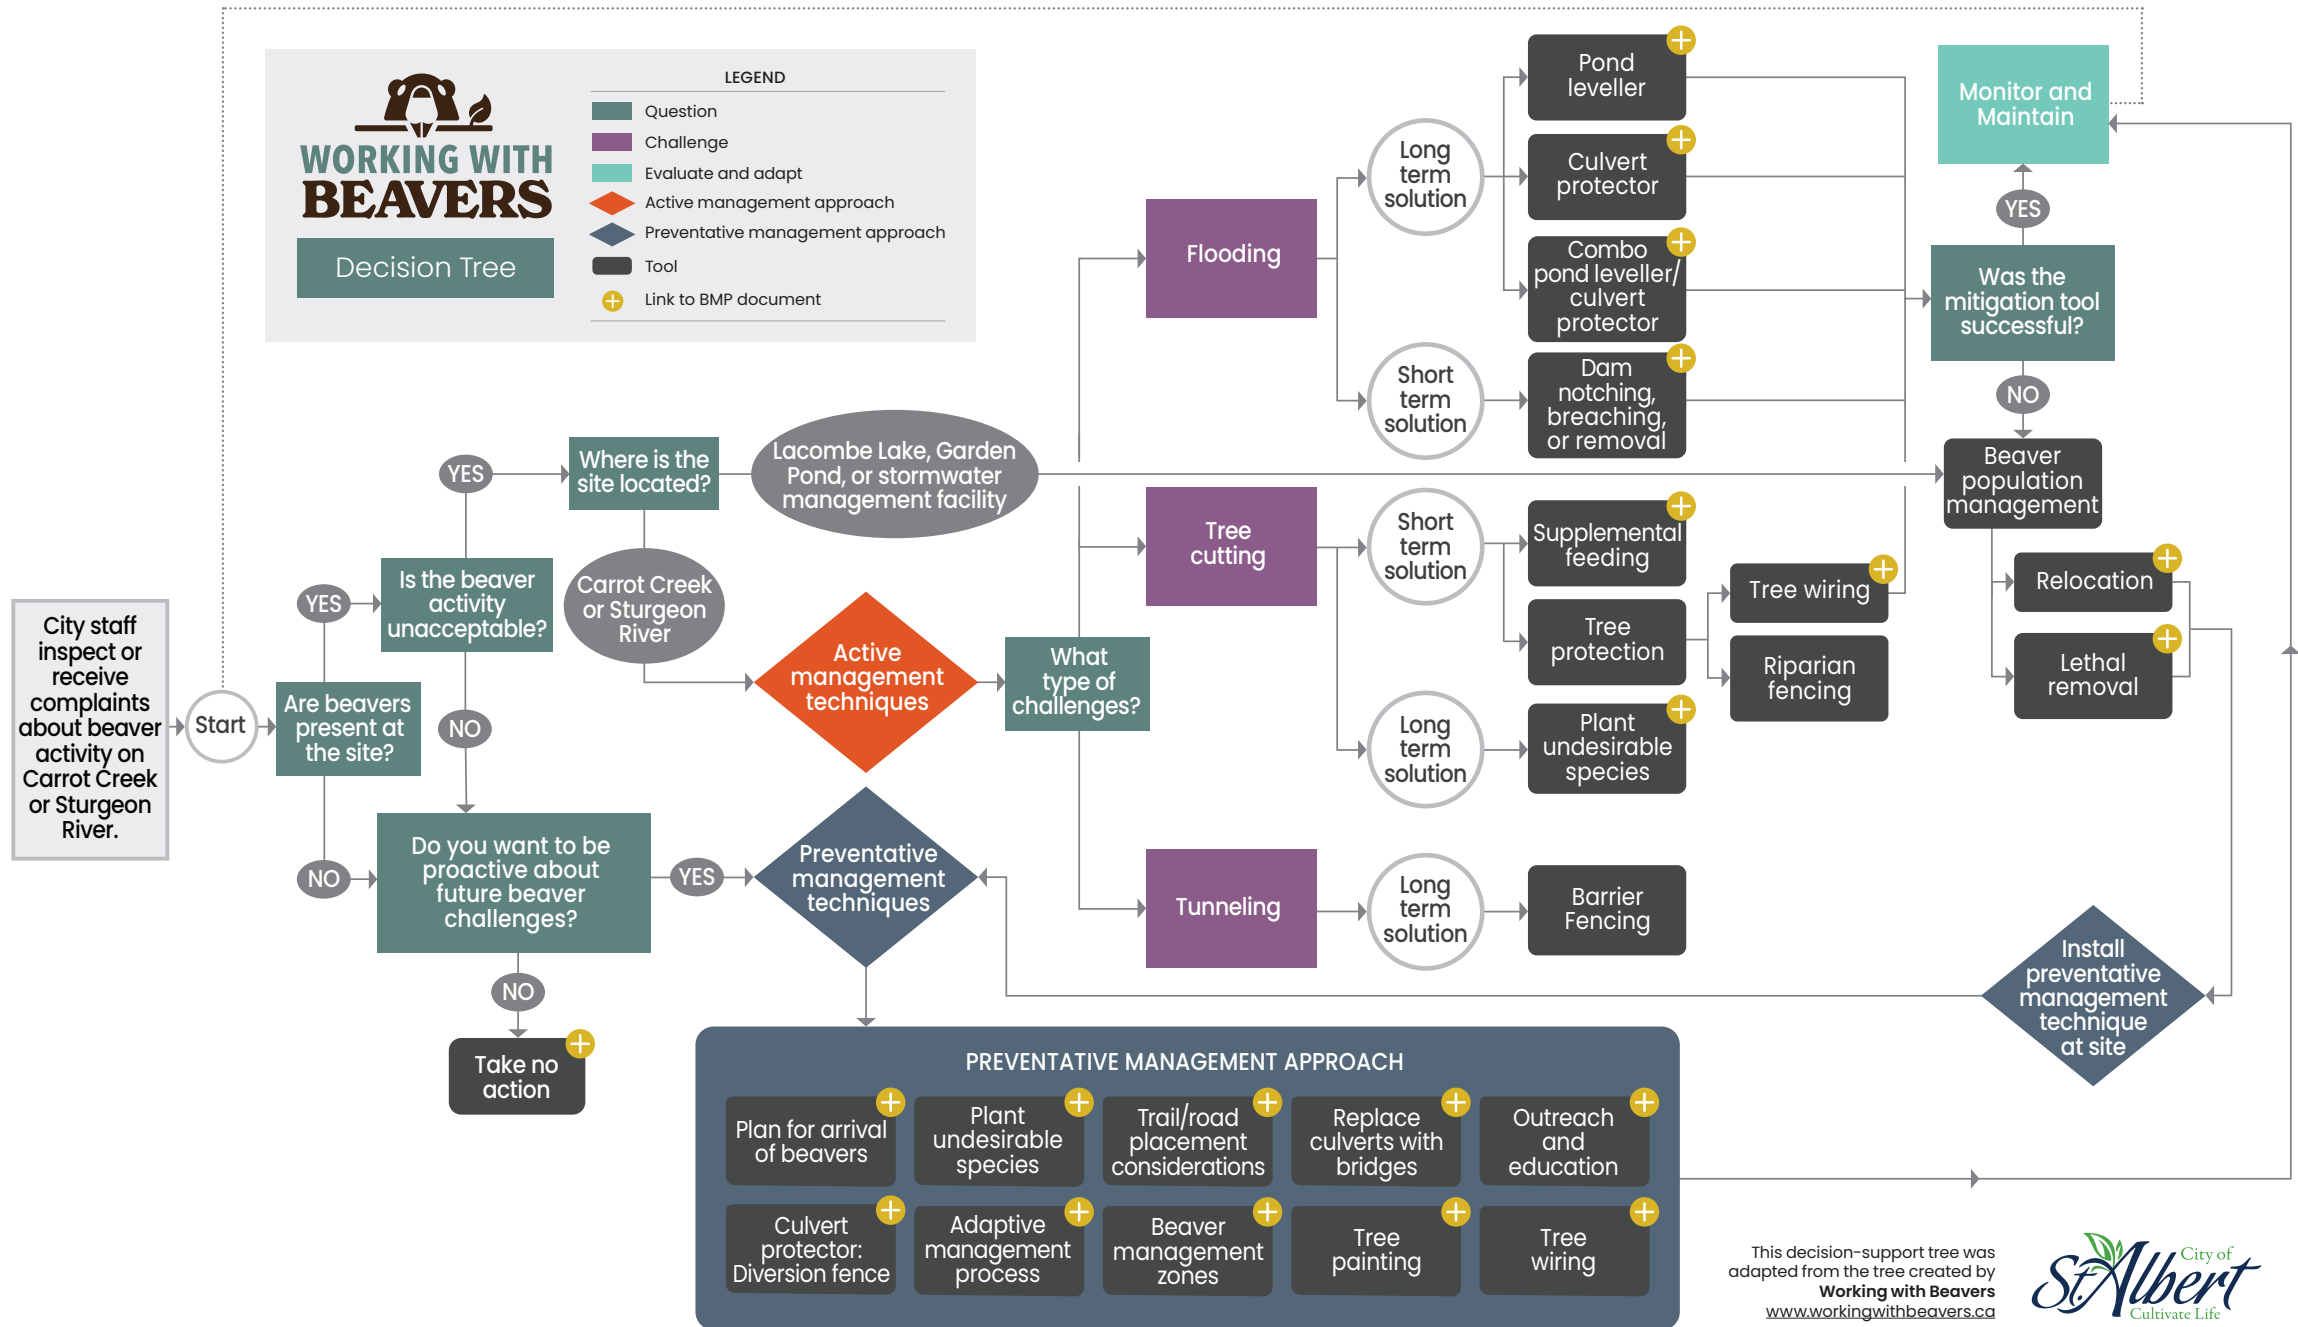 WORKING WITH
BEAVERS
Decision Tree
LEGEND
Question
Challenge
Evaluate and adapt
Active management approach
Preventative management approach
Tool
Link to BMP document
City staff
inspect or
receive
complaints
about beaver
activity on
Carrot Creek
or Sturgeon
River.
Start
Are beavers
present at
the site?
YES
NO
Is the beaver
activity
unacceptable?
YES
NO
Where is the
site located?
Lacombe Lake, Garden
Pond, or stormwater
management facility
Carrot Creek
or Sturgeon
River
Do you want to be
proactive about
future beaver
challenges?
YES
NO
Take no
action
Active
management
techniques
Preventative
management
techniques
What
type of
challenges?
Flooding
Long
term
solution
Pond
leveller
Culvert
protector
Combo
pond leveller/
culvert
protector
Short
term
solution
Dam
notching,
breaching,
or removal
Tree
cutting
Short
term
solution
Supplemental
feeding
Tree
protection
Tree wiring
Riparian
fencing
Long
term
solution
Plant
undesirable
species
Tunneling
Long
term
solution
Barrier
Fencing
Monitor and
Maintain
YES
Was the
mitigation tool
successful?
NO
Beaver
population
management
Relocation
Lethal
removal
Install
preventative
management
technique
at site
PREVENTATIVE MANAGEMENT APPROACH
Plan for arrival
of beavers
Plant
undesirable
species
Trail/road
placement
considerations
Replace
culverts with
bridges
Outreach
and
education
Culvert
protector:
Diversion fence
Adaptive
management
process
Beaver
management
zones
Tree
painting
Tree
wiring
This decision-support tree was
adapted from the tree created by
Working with Beavers
www.workingwithbeavers.ca
City of
St. Albert
Cultivate Life